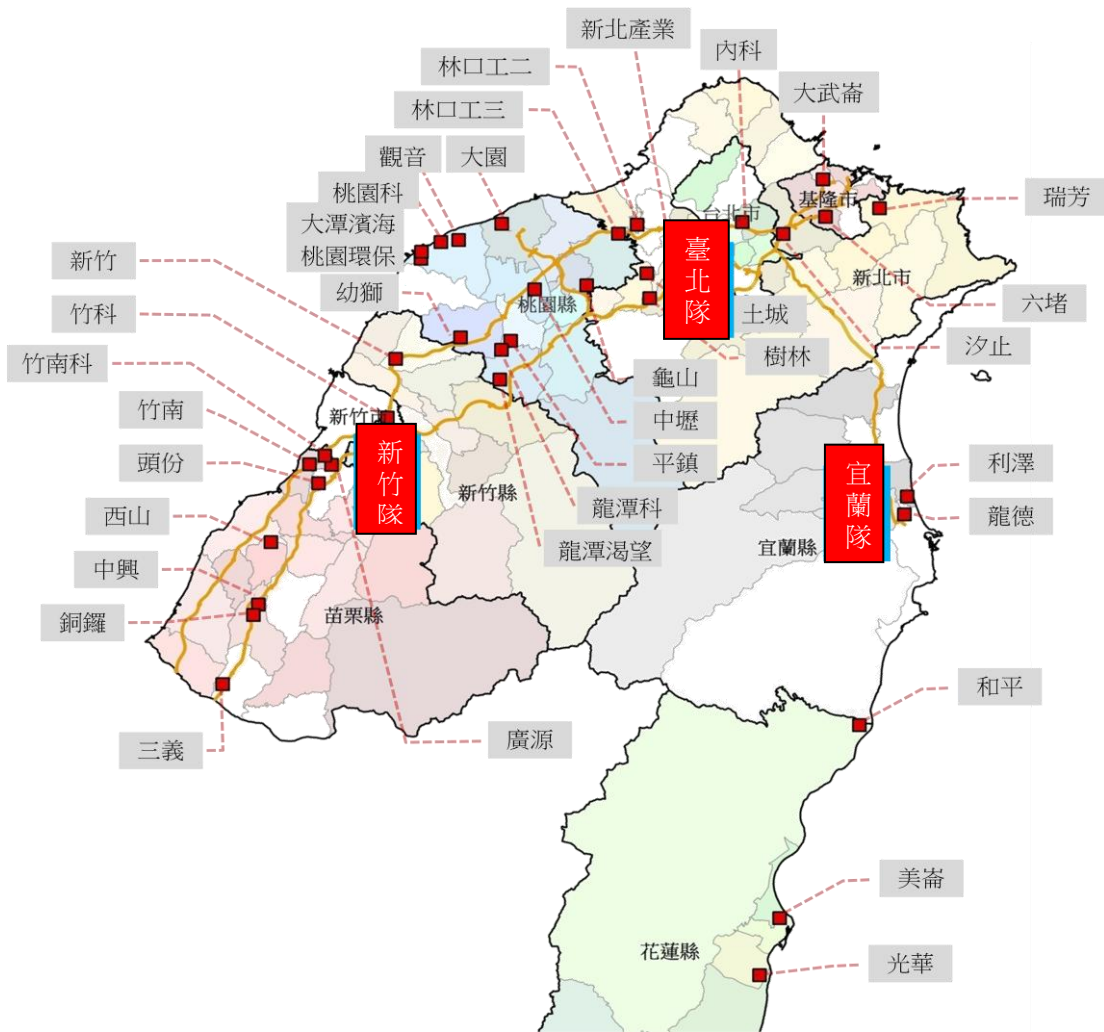 新北產業
林口工二
內科
林口工三
大武崙
觀音
大園
桃園科
瑞芳
大潭濱海
桃園環保
新竹
幼獅
竹科
竹南科
竹南
頭份
西山
中興
銅鑼
三義
廣源
龍潭渴望
龍潭科
平鎮
中壢
龜山
樹林
土城
汐止
六堵
利澤
龍德
和平
美崙
光華
臺北隊
新竹隊
宜蘭隊
台北市
基隆市
新北市
桃園縣
新竹市
新竹縣
苗栗縣
宜蘭縣
花蓮縣